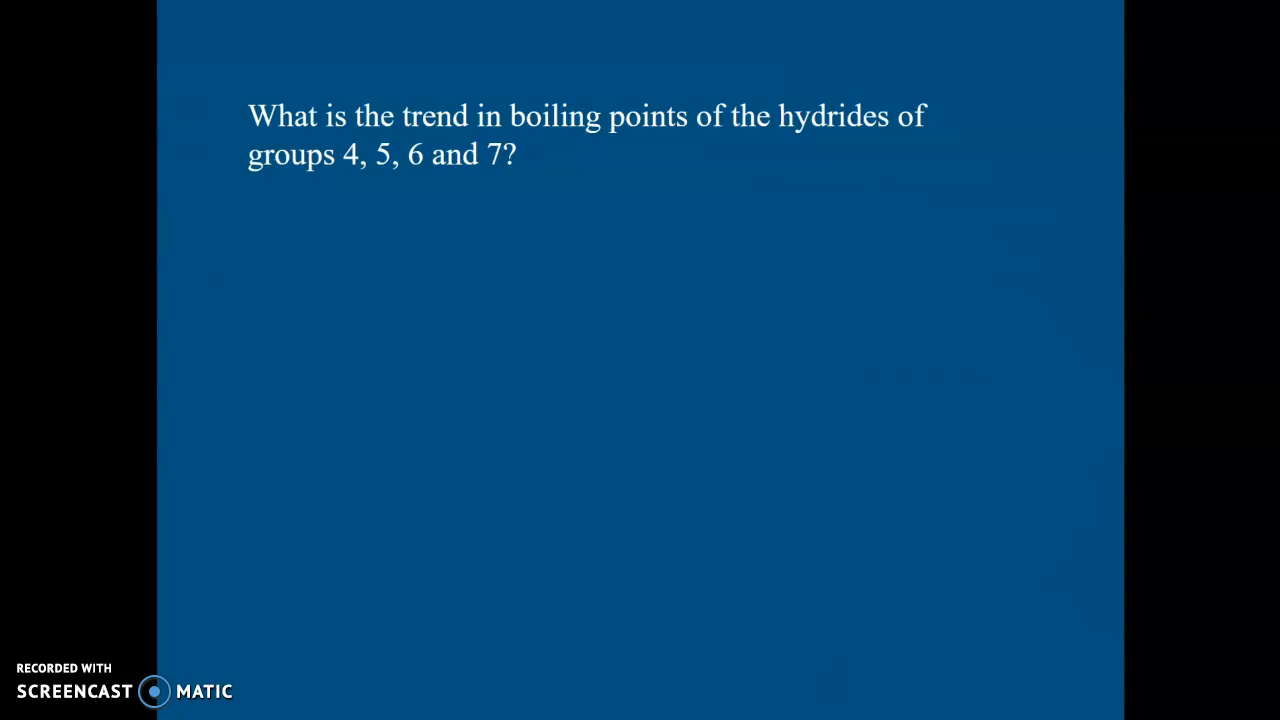 What is the trend in boiling points of the hydrides of
groups 4, 5, 6 and 7?
RECORDED WITH
SCREENCAST MATIC